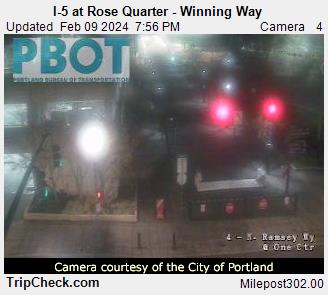 I-5 at Rose Quarter - Winning Way
Updated Feb 09 2024 7:56 PM Camera 4
PBOT
PORTLAND BUREAU OF TRANSPORTATION
4 - N. Ramsey Wy
@ One Ctr
Camera courtesy of the City of Portland
TripCheck.com Milepost302.00